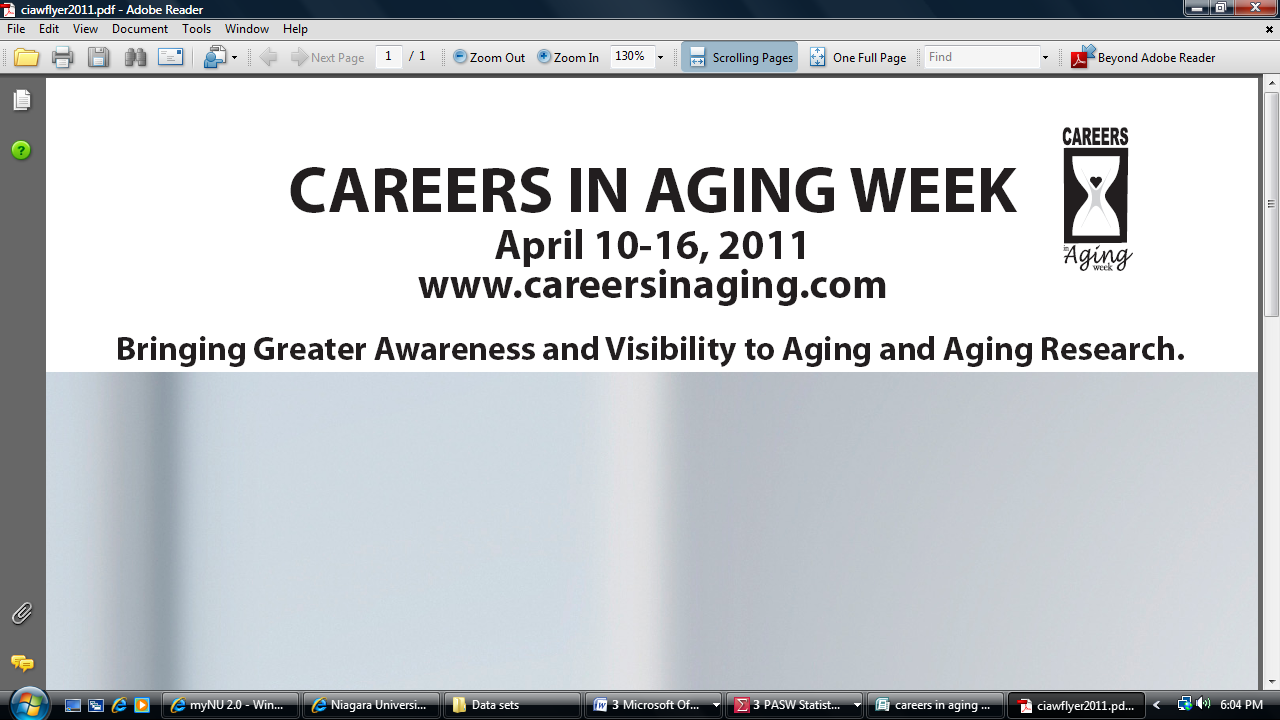 ciawflyer2011.pdf - Adobe Reader
File Edit View Document Tools Window Help
Next Page 1 / 1 Zoom Out Zoom In 130% Scrolling Pages One Full Page Find Beyond Adobe Reader
CAREERS
in Aging
week
CAREERS IN AGING WEEK
April 10-16, 2011
www.careersinaging.com
Bringing Greater Awareness and Visibility to Aging and Aging Research.
myNU 2.0 - Win... Niagara Universi... Data sets 3 Microsoft Of... 3 PASW Statist... careers in aging ... ciawflyer2011.pd... 6:04 PM